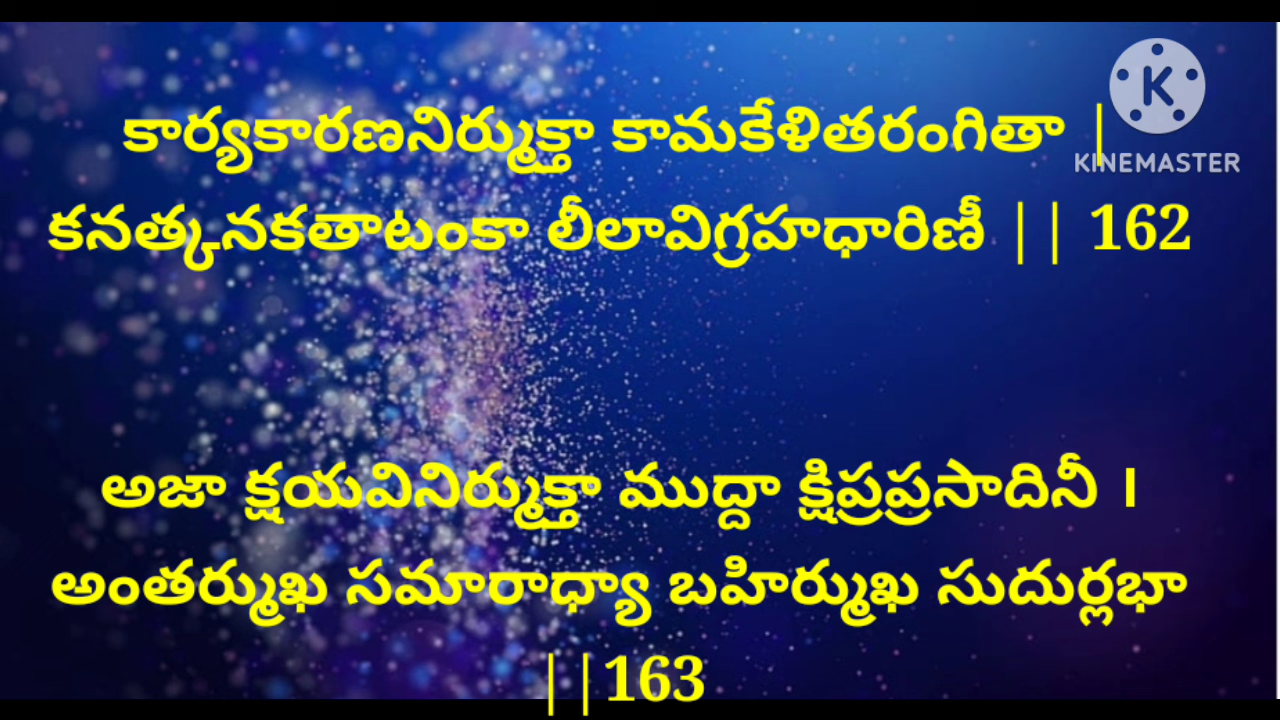 కార్యకారణనిర్ముక్తా కామకేళితరంగితా |
KINEMASTER
కనత్కనకతాటంకా లీలావిగ్రహధారిణీ || 162
అజా క్షయవినిర్ముక్తా ముద్దా క్షిప్రప్రసాదినీ ।
అంతర్ముఖ సమారాధ్యా బహిర్ముఖ సుదుర్లభా
||163